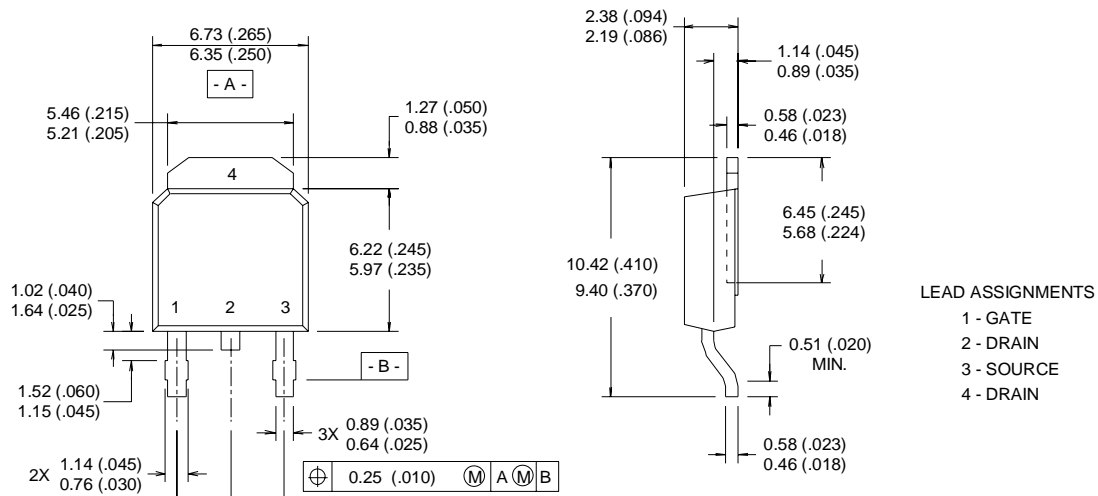 6.73 (.265)
6.35 (.250)
- A -
5.46 (.215)
5.21 (.205)
1.27 (.050)
0.88 (.035)
4
6.22 (.245)
5.97 (.235)
1.02 (.040)
1.64 (.025)
1 2 3
1.52 (.060)
1.15 (.045)
- B -
3X 0.89 (.035)
0.64 (.025)
2X 1.14 (.045)
0.76 (.030)
0.25 (.010) M A M B
2.38 (.094)
2.19 (.086)
1.14 (.045)
0.89 (.035)
0.58 (.023)
0.46 (.018)
6.45 (.245)
5.68 (.224)
10.42 (.410)
9.40 (.370)
0.51 (.020)
MIN.
0.58 (.023)
0.46 (.018)
LEAD ASSIGNMENTS
1 - GATE
2 - DRAIN
3 - SOURCE
4 - DRAIN